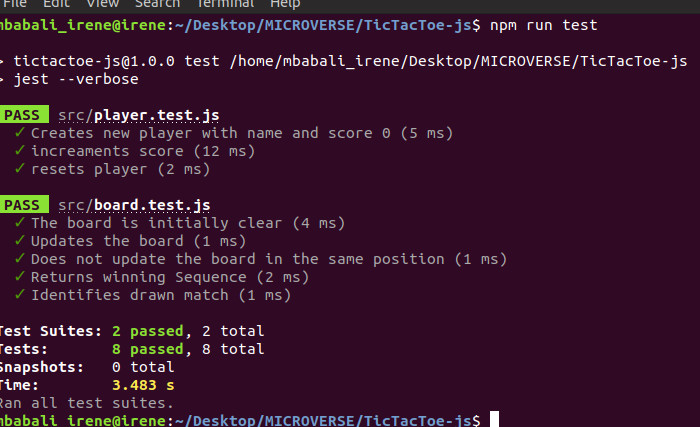 File Edit View Search Terminal Help
mbabali_irene@irene:~/Desktop/MICROVERSE/TicTacToe-js$ npm run test
> tictactoe-js@1.0.0 test /home/mbabali_irene/Desktop/MICROVERSE/TicTacToe-js
> jest --verbose
PASS src/player.test.js
✓ Creates new player with name and score 0 (5 ms)
✓ increaments score (12 ms)
✓ resets player (2 ms)
PASS src/board.test.js
✓ The board is initially clear (4 ms)
✓ Updates the board (1 ms)
✓ Does not update the board in the same position (1 ms)
✓ Returns winning Sequence (2 ms)
✓ Identifies drawn match (1 ms)
Test Suites: 2 passed, 2 total
Tests: 8 passed, 8 total
Snapshots: 0 total
Time: 3.483 s
Ran all test suites.
mbabali_irene@irene:~/Desktop/MICROVERSE/TicTacToe-js$